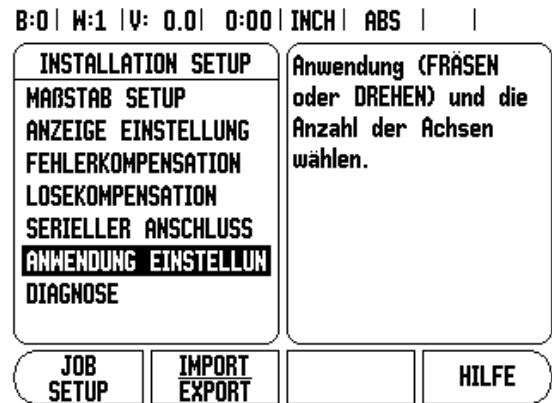 B:0 | W:1 | V: 0.0 | 0:00 | INCH | ABS | |
INSTALLATION SETUP
MAßSTAB SETUP
ANZEIGE EINSTELLUNG
FEHLERKOMPENSATION
LOSEKOMPENSATION
SERIELLER ANSCHLUSS
ANWENDUNG EINSTELLUN
DIAGNOSE
Anwendung (FRÄSEN
oder DREHEN) und die
Anzahl der Achsen
wählen.
JOB
SETUP
IMPORT
EXPORT
HILFE